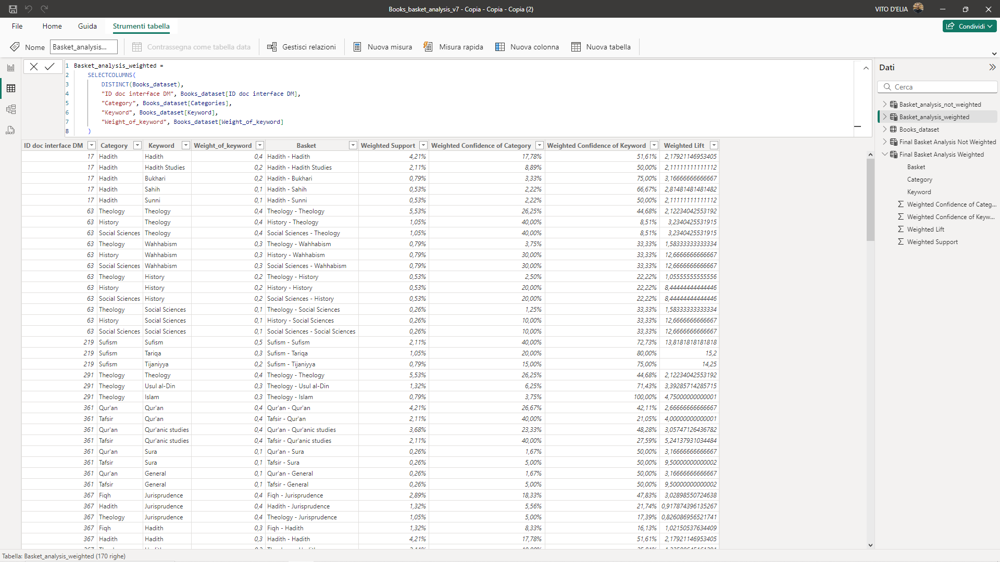 Books_basket_analysis_v7 - Copia - Copia - Copia (2)
VITO D'ELIA
File Home Guida Strumenti tabella
Condividi
Nome Basket_analysis... Contrassegna come tabella data Gestisci relazioni Nuova misura Misura rapida Nuova colonna Nuova tabella
1 Basket_analysis_weighted =
2 SELECTCOLUMNS(
3 DISTINCT(Books_dataset),
4 "ID doc interface DM", Books_dataset[ID doc interface DM],
5 "Category", Books_dataset[Categories],
6 "Keyword", Books_dataset[Keyword],
7 "Weight_of_keyword", Books_dataset[Weight_of_keyword]
8 )
ID doc interface DM Category Keyword Weight_of_keyword Basket Weighted Support Weighted Confidence of Category Weighted Confidence of Keyword Weighted Lift
17 Hadith Hadith 0,4 Hadith - Hadith 4,21% 17,78% 51,61% 2,17921146953405
17 Hadith Hadith Studies 0,2 Hadith - Hadith Studies 2,11% 8,89% 50,00% 2,11111111111112
17 Hadith Bukhari 0,2 Hadith - Bukhari 0,79% 3,33% 75,00% 3,16666666666667
17 Hadith Sahih 0,1 Hadith - Sahih 0,53% 2,22% 66,67% 2,81481481481482
17 Hadith Sunni 0,1 Hadith - Sunni 0,53% 2,22% 50,00% 2,11111111111112
63 Theology Theology 0,4 Theology - Theology 5,53% 26,25% 44,68% 2,12234042553192
63 History Theology 0,4 History - Theology 1,05% 40,00% 8,51% 3,2340425531915
63 Social Sciences Theology 0,4 Social Sciences - Theology 1,05% 40,00% 8,51% 3,2340425531915
63 Theology Wahhabism 0,3 Theology - Wahhabism 0,79% 3,75% 33,33% 1,58333333333334
63 History Wahhabism 0,3 History - Wahhabism 0,79% 30,00% 33,33% 12,6666666666667
63 Social Sciences Wahhabism 0,3 Social Sciences - Wahhabism 0,79% 30,00% 33,33% 12,6666666666667
63 Theology History 0,2 Theology - History 0,53% 2,50% 22,22% 1,05555555555556
63 History History 0,2 History - History 0,53% 20,00% 22,22% 8,44444444444446
63 Social Sciences History 0,2 Social Sciences - History 0,53% 20,00% 22,22% 8,44444444444446
63 Theology Social Sciences 0,1 Theology - Social Sciences 0,26% 1,25% 33,33% 1,58333333333334
63 History Social Sciences 0,1 History - Social Sciences 0,26% 10,00% 33,33% 12,6666666666667
63 Social Sciences Social Sciences 0,1 Social Sciences - Social Sciences 0,26% 10,00% 33,33% 12,6666666666667
219 Sufism Sufism 0,5 Sufism - Sufism 2,11% 40,00% 72,73% 13,8181818181818
219 Sufism Tariqa 0,3 Sufism - Tariqa 1,05% 20,00% 80,00% 15,2
219 Sufism Tijaniyya 0,2 Sufism - Tijaniyya 0,79% 15,00% 75,00% 14,25
291 Theology Theology 0,4 Theology - Theology 5,53% 26,25% 44,68% 2,12234042553192
291 Theology Usul al-Din 0,3 Theology - Usul al-Din 1,32% 6,25% 71,43% 3,39285714285715
291 Theology Islam 0,3 Theology - Islam 0,79% 3,75% 100,00% 4,75000000000001
361 Qur'an Qur'an 0,4 Qur'an - Qur'an 4,21% 26,67% 42,11% 2,66666666666667
361 Tafsir Qur'an 0,4 Tafsir - Qur'an 2,11% 40,00% 21,05% 4,00000000000001
361 Qur'an Qur'anic studies 0,4 Qur'an - Qur'anic studies 3,68% 23,33% 48,28% 3,05747126436782
361 Tafsir Qur'anic studies 0,4 Tafsir - Qur'anic studies 2,11% 40,00% 27,59% 5,24137931034484
361 Qur'an Sura 0,1 Qur'an - Sura 0,26% 1,67% 50,00% 3,16666666666667
361 Tafsir Sura 0,1 Tafsir - Sura 0,26% 5,00% 50,00% 9,50000000000002
361 Qur'an General 0,1 Qur'an - General 0,26% 1,67% 50,00% 3,16666666666667
361 Tafsir General 0,1 Tafsir - General 0,26% 5,00% 50,00% 9,50000000000002
367 Fiqh Jurisprudence 0,4 Fiqh - Jurisprudence 2,89% 18,33% 47,83% 3,02898550724638
367 Hadith Jurisprudence 0,4 Hadith - Jurisprudence 1,32% 5,56% 21,74% 0,917874396135267
367 Theology Jurisprudence 0,4 Theology - Jurisprudence 1,05% 5,00% 17,39% 0,826086956521741
367 Fiqh Hadith 0,3 Fiqh - Hadith 1,32% 8,33% 16,13% 1,02150537634409
367 Hadith Hadith 0,3 Hadith - Hadith 4,21% 17,78% 51,61% 2,17921146953405
Tabella: Basket_analysis_weighted (170 righe)
Dati
Cerca
Basket_analysis_not_weighted
Basket_analysis_weighted
Books_dataset
Final Basket Analysis Not Weighted
Final Basket Analysis Weighted
Basket
Category
Keyword
Weighted Confidence of Categ...
Weighted Confidence of Keyw...
Weighted Lift
Weighted Support